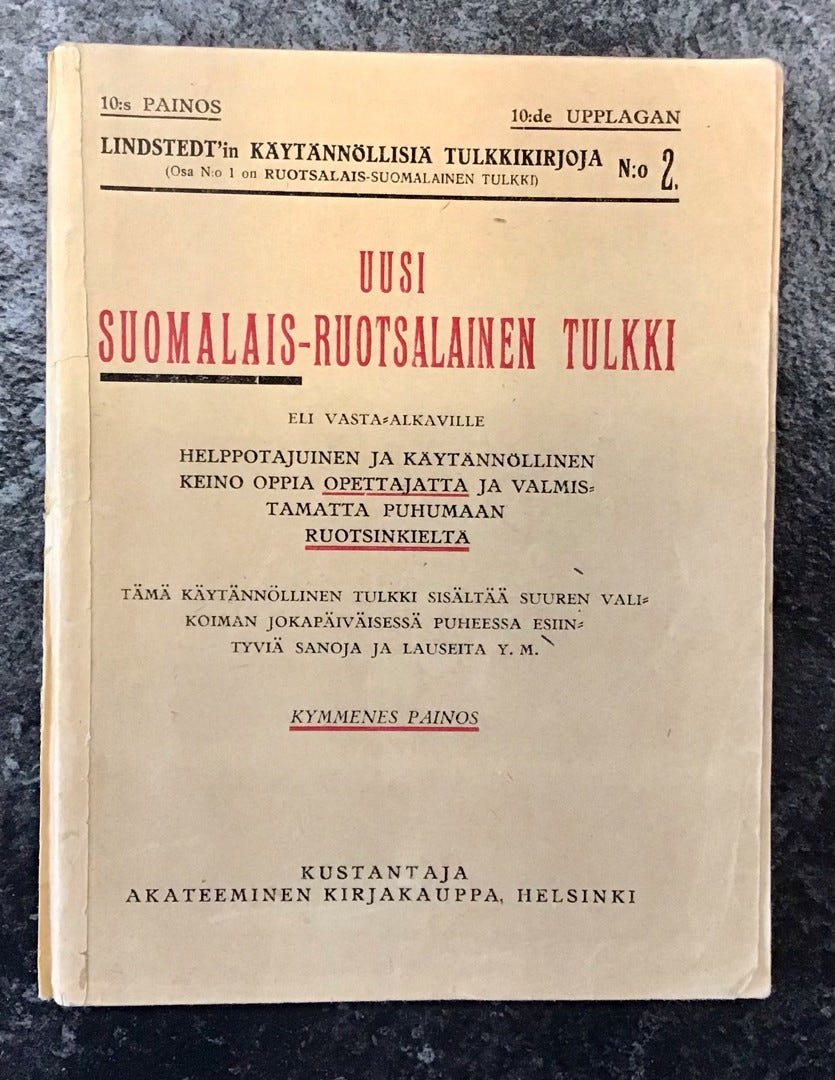 10:s PAINOS
10:de UPPLAGAN
LINDSTEDT'in KÄYTÄNNÖLLISIÄ TULKKIKIRJOJA N:o 2.
(Osa N:o 1 on RUOTSALAIS-SUOMALAINEN TULKKI)
UUSI
SUOMALAIS-RUOTSALAINEN TULKKI
ELI VASTA-ALKAVILLE
HELPPOTAJUINEN JA KÄYTÄNNÖLLINEN
KEINO OPPIA OPETTAJATTA JA VALMIS-
TAMATTA PUHUMAAN
RUOTSINKIELTÄ
TÄMÄ KÄYTÄNNÖLLINEN TULKKI SISÄLTÄÄ SUUREN VALI-
KOIMAN JOKAPÄIVÄISESSÄ PUHEESSA ESIIN-
TYVIÄ SANOJA JA LAUSEITA Y. M.
KYMMENES PAINOS
KUSTANTAJA
AKATEEMINEN KIRJAKAUPPA, HELSINKI